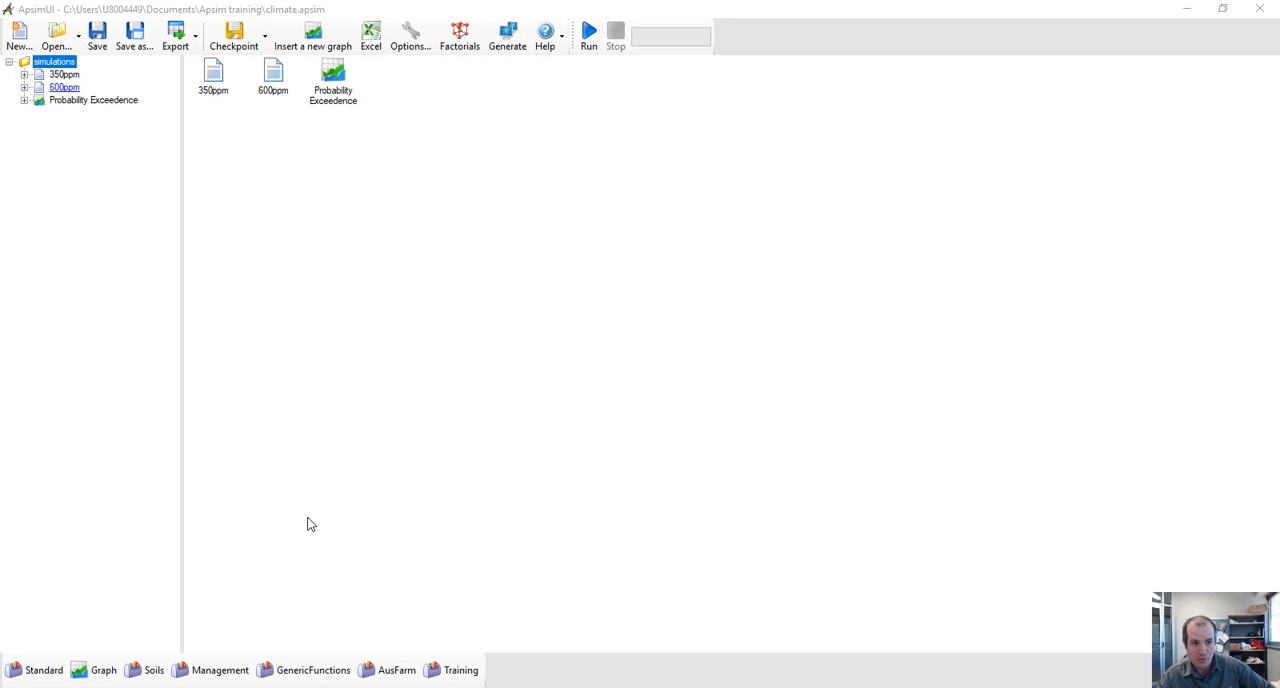 ApsimUI - C:\Users\U8004449\Documents\Apsim training\climate.apsim
New... Open... Save Save as... Export Checkpoint Insert a new graph Excel Options... Factorials Generate Help Run Stop
simulations
350ppm
600ppm
Probability Exceedence
350ppm
600ppm
Probability
Exceedence
Standard Graph Soils Management GenericFunctions AusFarm Training